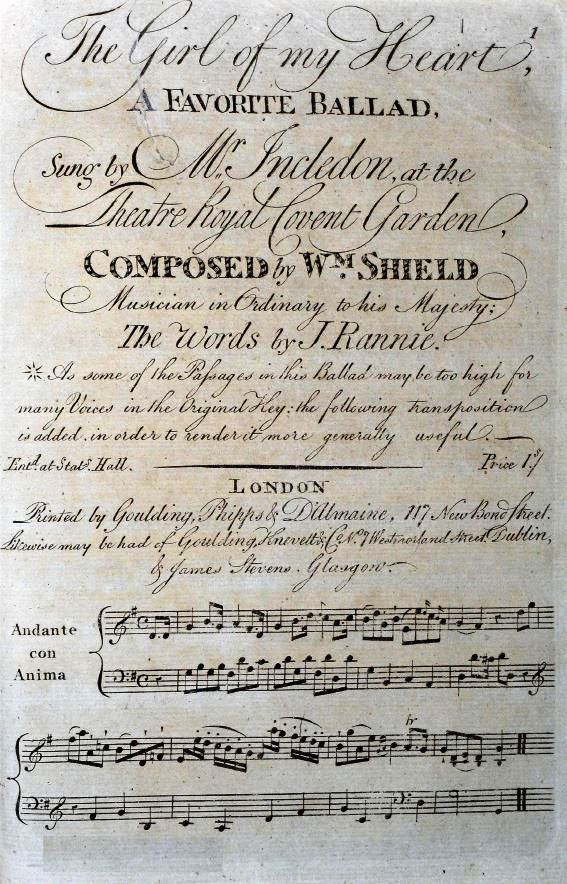 1
The Girl of my Heart,
A FAVORITE BALLAD,
Sung by Mr. Incledon, at the
Theatre Royal Covent Garden,
COMPOSED by Wm. SHIELD
Musician in Ordinary to his Majesty;
The Words by J. Rannie.
As some of the Paſsages in this Ballad may be too high for
many Voices in the Original Key: the following transposition
is added, in order to render it more generally useful.
Entd. at Stats. Hall. Price 1s/
LONDON
Printed by Goulding, Phipps & D'Almaine, 117 New Bond Street.
Likewise may be had of Goulding, Knevett & Co. No. 7 Westmorland Street, Dublin,
& James Stevens. Glasgow.
Andante
con
Anima
tr